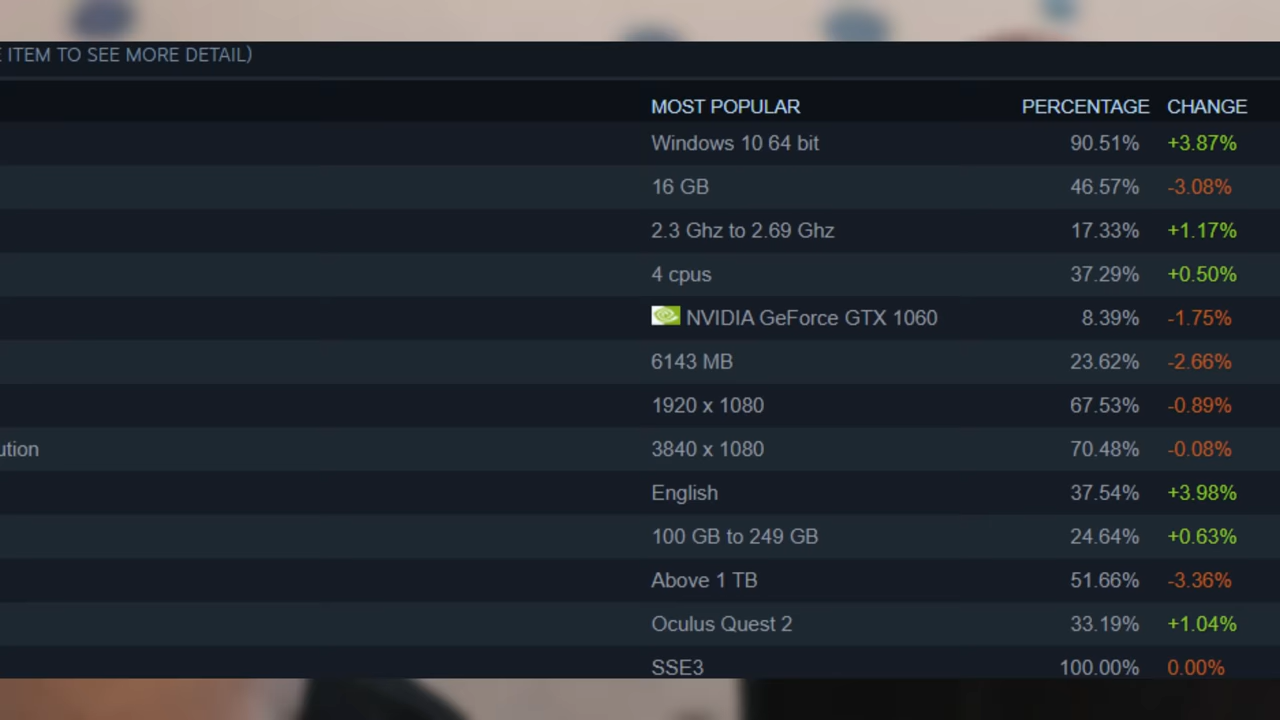 ITEM TO SEE MORE DETAIL)
MOST POPULAR PERCENTAGE CHANGE
Windows 10 64 bit 90.51% +3.87%
16 GB 46.57% -3.08%
2.3 Ghz to 2.69 Ghz 17.33% +1.17%
4 cpus 37.29% +0.50%
NVIDIA GeForce GTX 1060 8.39% -1.75%
6143 MB 23.62% -2.66%
1920 x 1080 67.53% -0.89%
ution 3840 x 1080 70.48% -0.08%
English 37.54% +3.98%
100 GB to 249 GB 24.64% +0.63%
Above 1 TB 51.66% -3.36%
Oculus Quest 2 33.19% +1.04%
SSE3 100.00% 0.00%